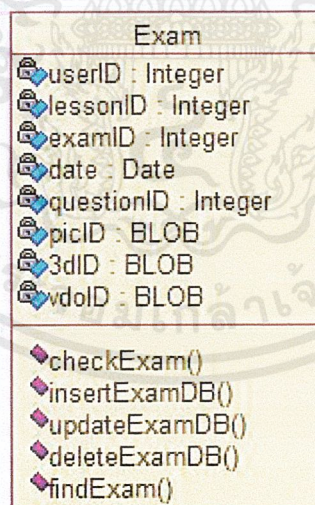 Exam
userID : Integer
lessonID : Integer
examID : Integer
date : Date
questionID : Integer
picID : BLOB
3dID : BLOB
vdoID : BLOB
checkExam()
insertExamDB()
updateExamDB()
deleteExamDB()
findExam()